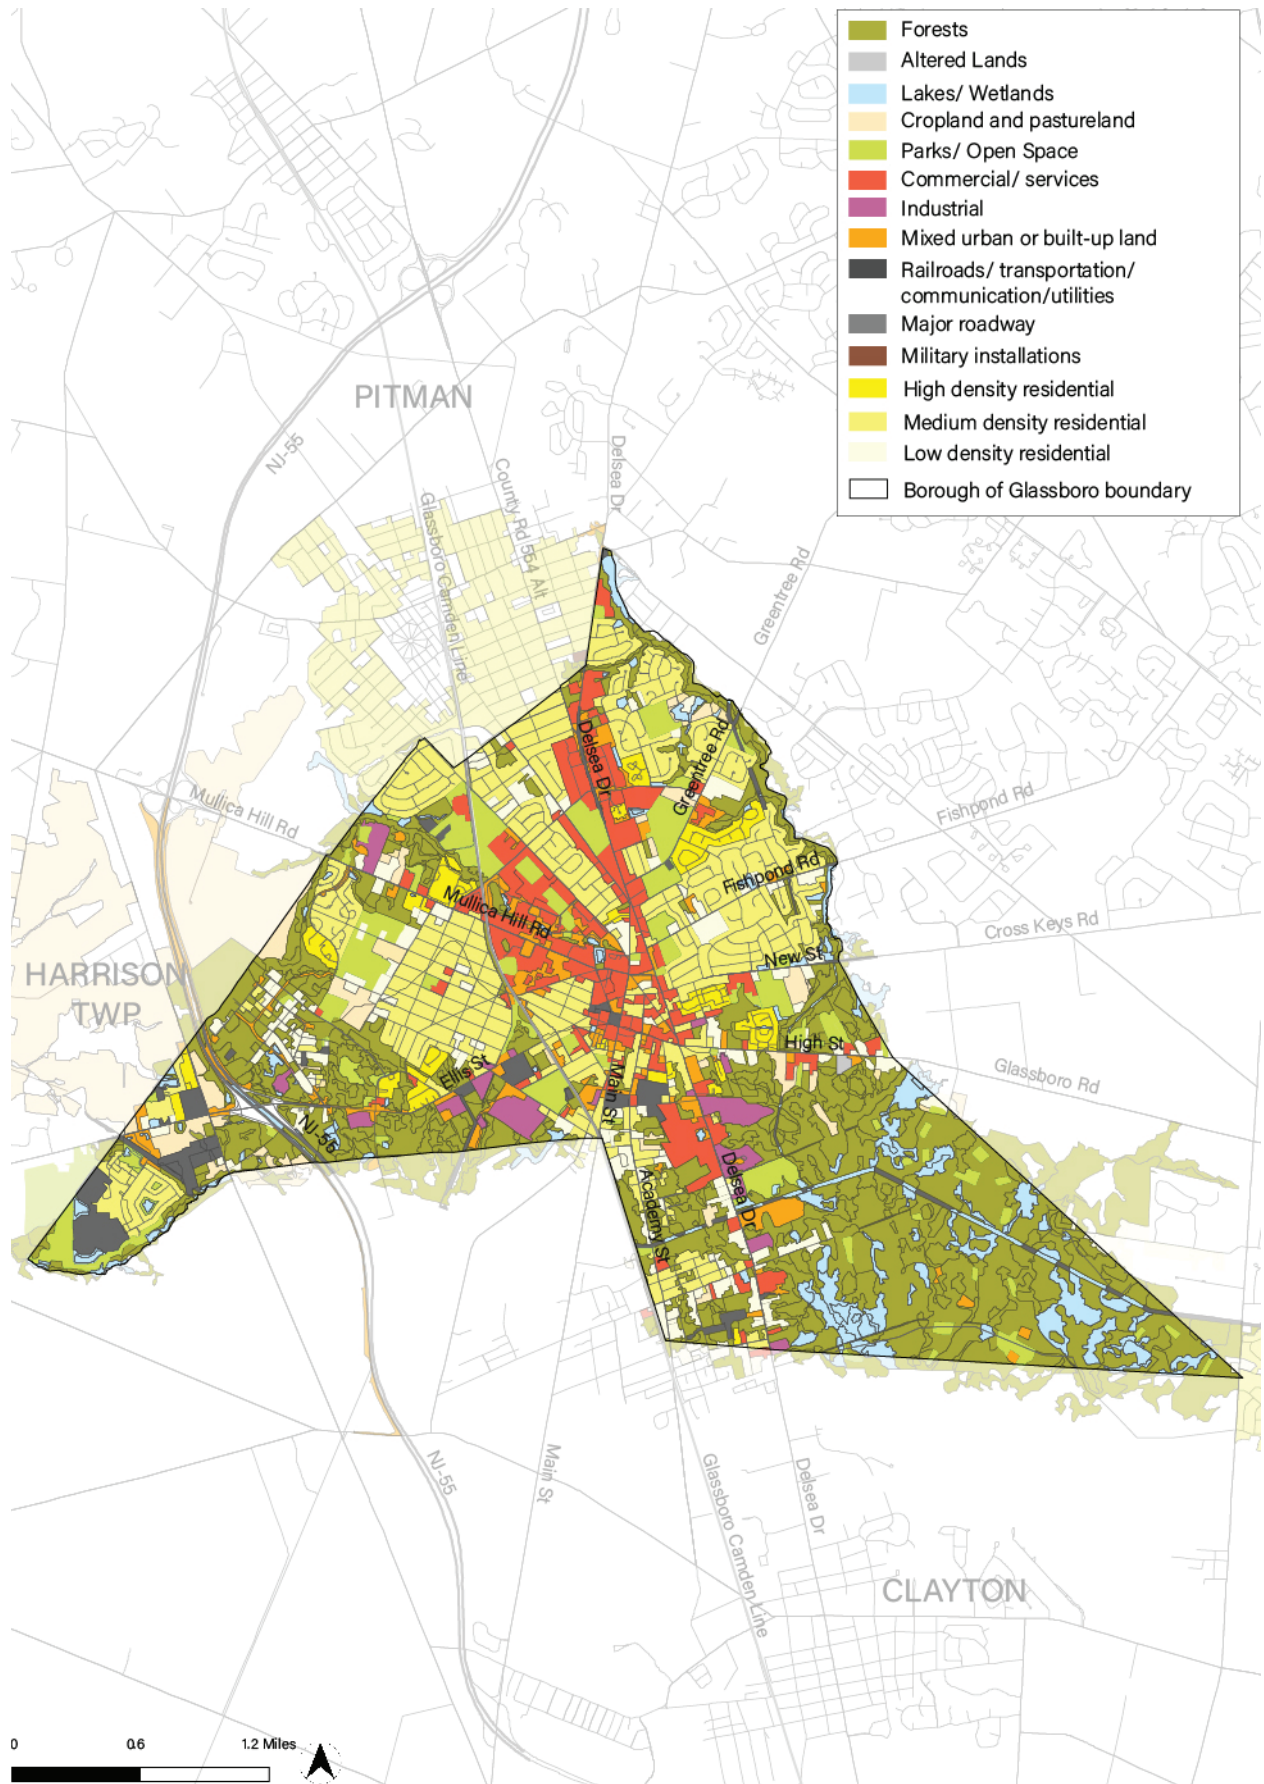 Forests
Altered Lands
Lakes/ Wetlands
Cropland and pastureland
Parks/ Open Space
Commercial/ services
Industrial
Mixed urban or built-up land
Railroads/ transportation/
communication/utilities
Major roadway
Military installations
High density residential
Medium density residential
Low density residential
Borough of Glassboro boundary
PITMAN
NJ-55
Delsea Dr
County Rd 554 Alt
Glassboro Camden Line
Greentree Rd
Delsea Dr
Greentree Rd
Mullica Hill Rd
Fishpond Rd
Fishpond Rd
Mullica Hill Rd
Cross Keys Rd
New St
HARRISON
TWP
High St
Glassboro Rd
Ellis St
Main St
NJ-55
Delsea Dr
Academy St
NJ-55
Main St
Glassboro Camden Line
Delsea Dr
CLAYTON
0 0.6 1.2 Miles